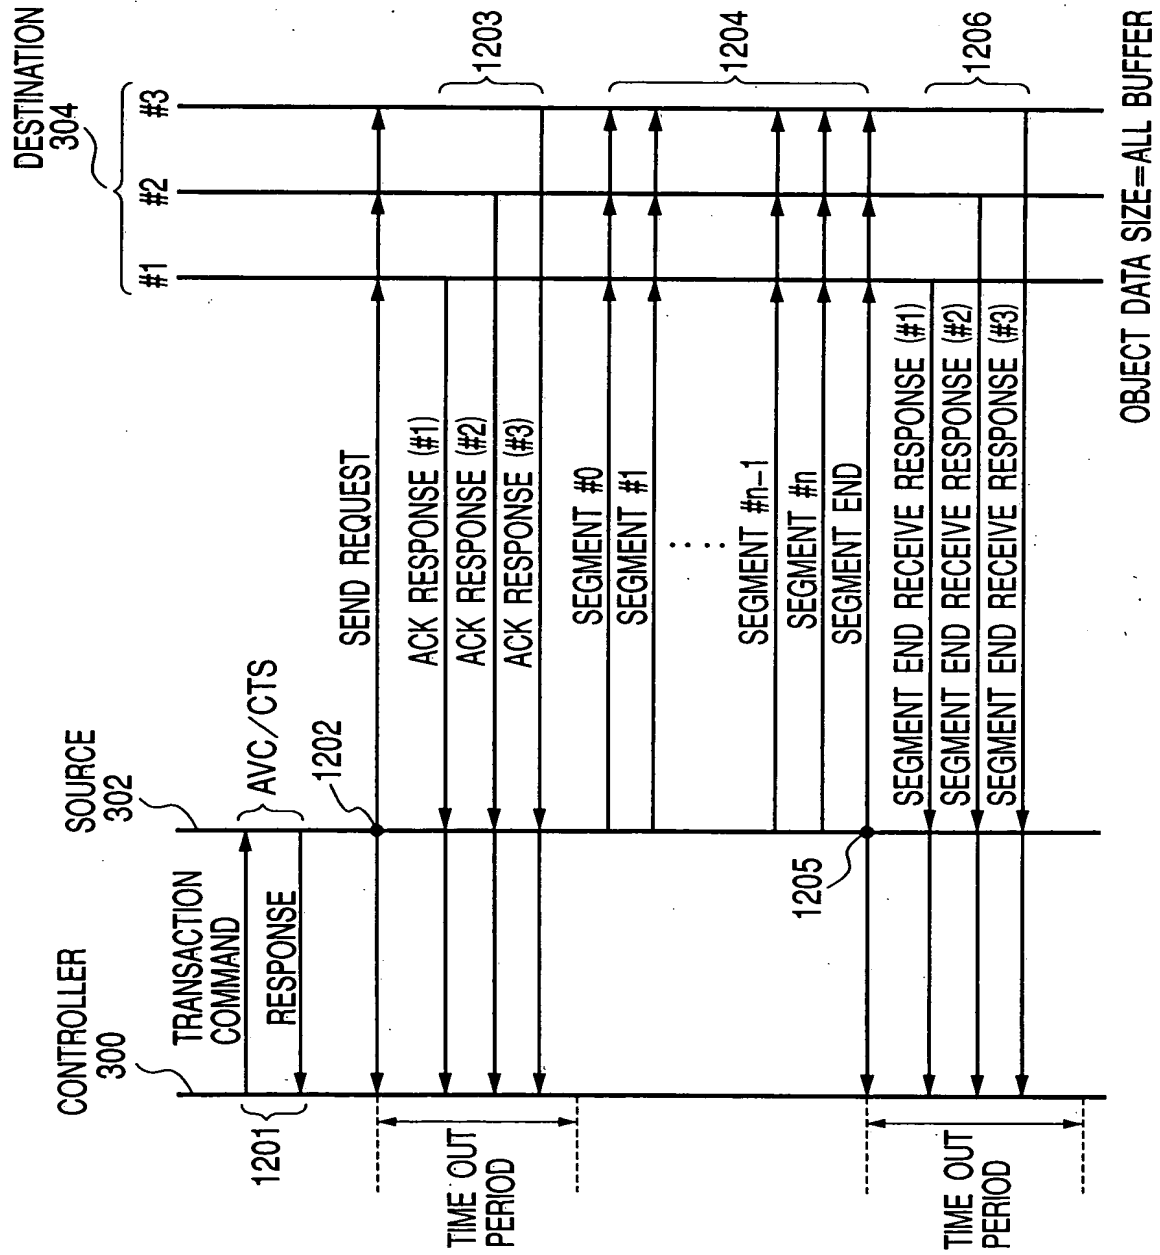 CONTROLLER
300
SOURCE
302
DESTINATION
304
#1
#2
#3
TRANSACTION
COMMAND
AVC/CTS
1201
RESPONSE
1202
SEND REQUEST
TIME OUT
PERIOD
ACK RESPONSE (#1)
ACK RESPONSE (#2)
ACK RESPONSE (#3)
1203
SEGMENT #0
SEGMENT #1
.....
SEGMENT #n-1
SEGMENT #n
SEGMENT END
1204
1205
TIME OUT
PERIOD
SEGMENT END RECEIVE RESPONSE (#1)
SEGMENT END RECEIVE RESPONSE (#2)
SEGMENT END RECEIVE RESPONSE (#3)
1206
OBJECT DATA SIZE=ALL BUFFER